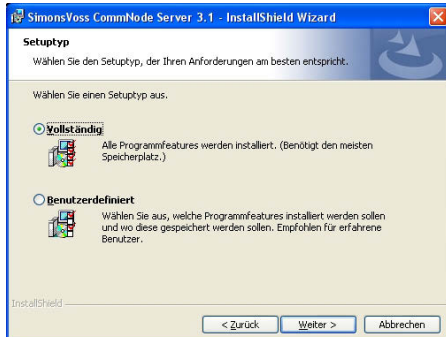 SimonsVoss CommNode Server 3.1 - InstallShield Wizard
Setuptyp
Wählen Sie den Setuptyp, der Ihren Anforderungen am besten entspricht.
Wählen Sie einen Setuptyp aus.
Vollständig
Alle Programmfeatures werden installiert. (Benötigt den meisten
Speicherplatz.)
Benutzerdefiniert
Wählen Sie aus, welche Programmfeatures installiert werden sollen
und wo diese gespeichert werden sollen. Empfohlen für erfahrene
Benutzer.
InstallShield
< Zurück Weiter > Abbrechen